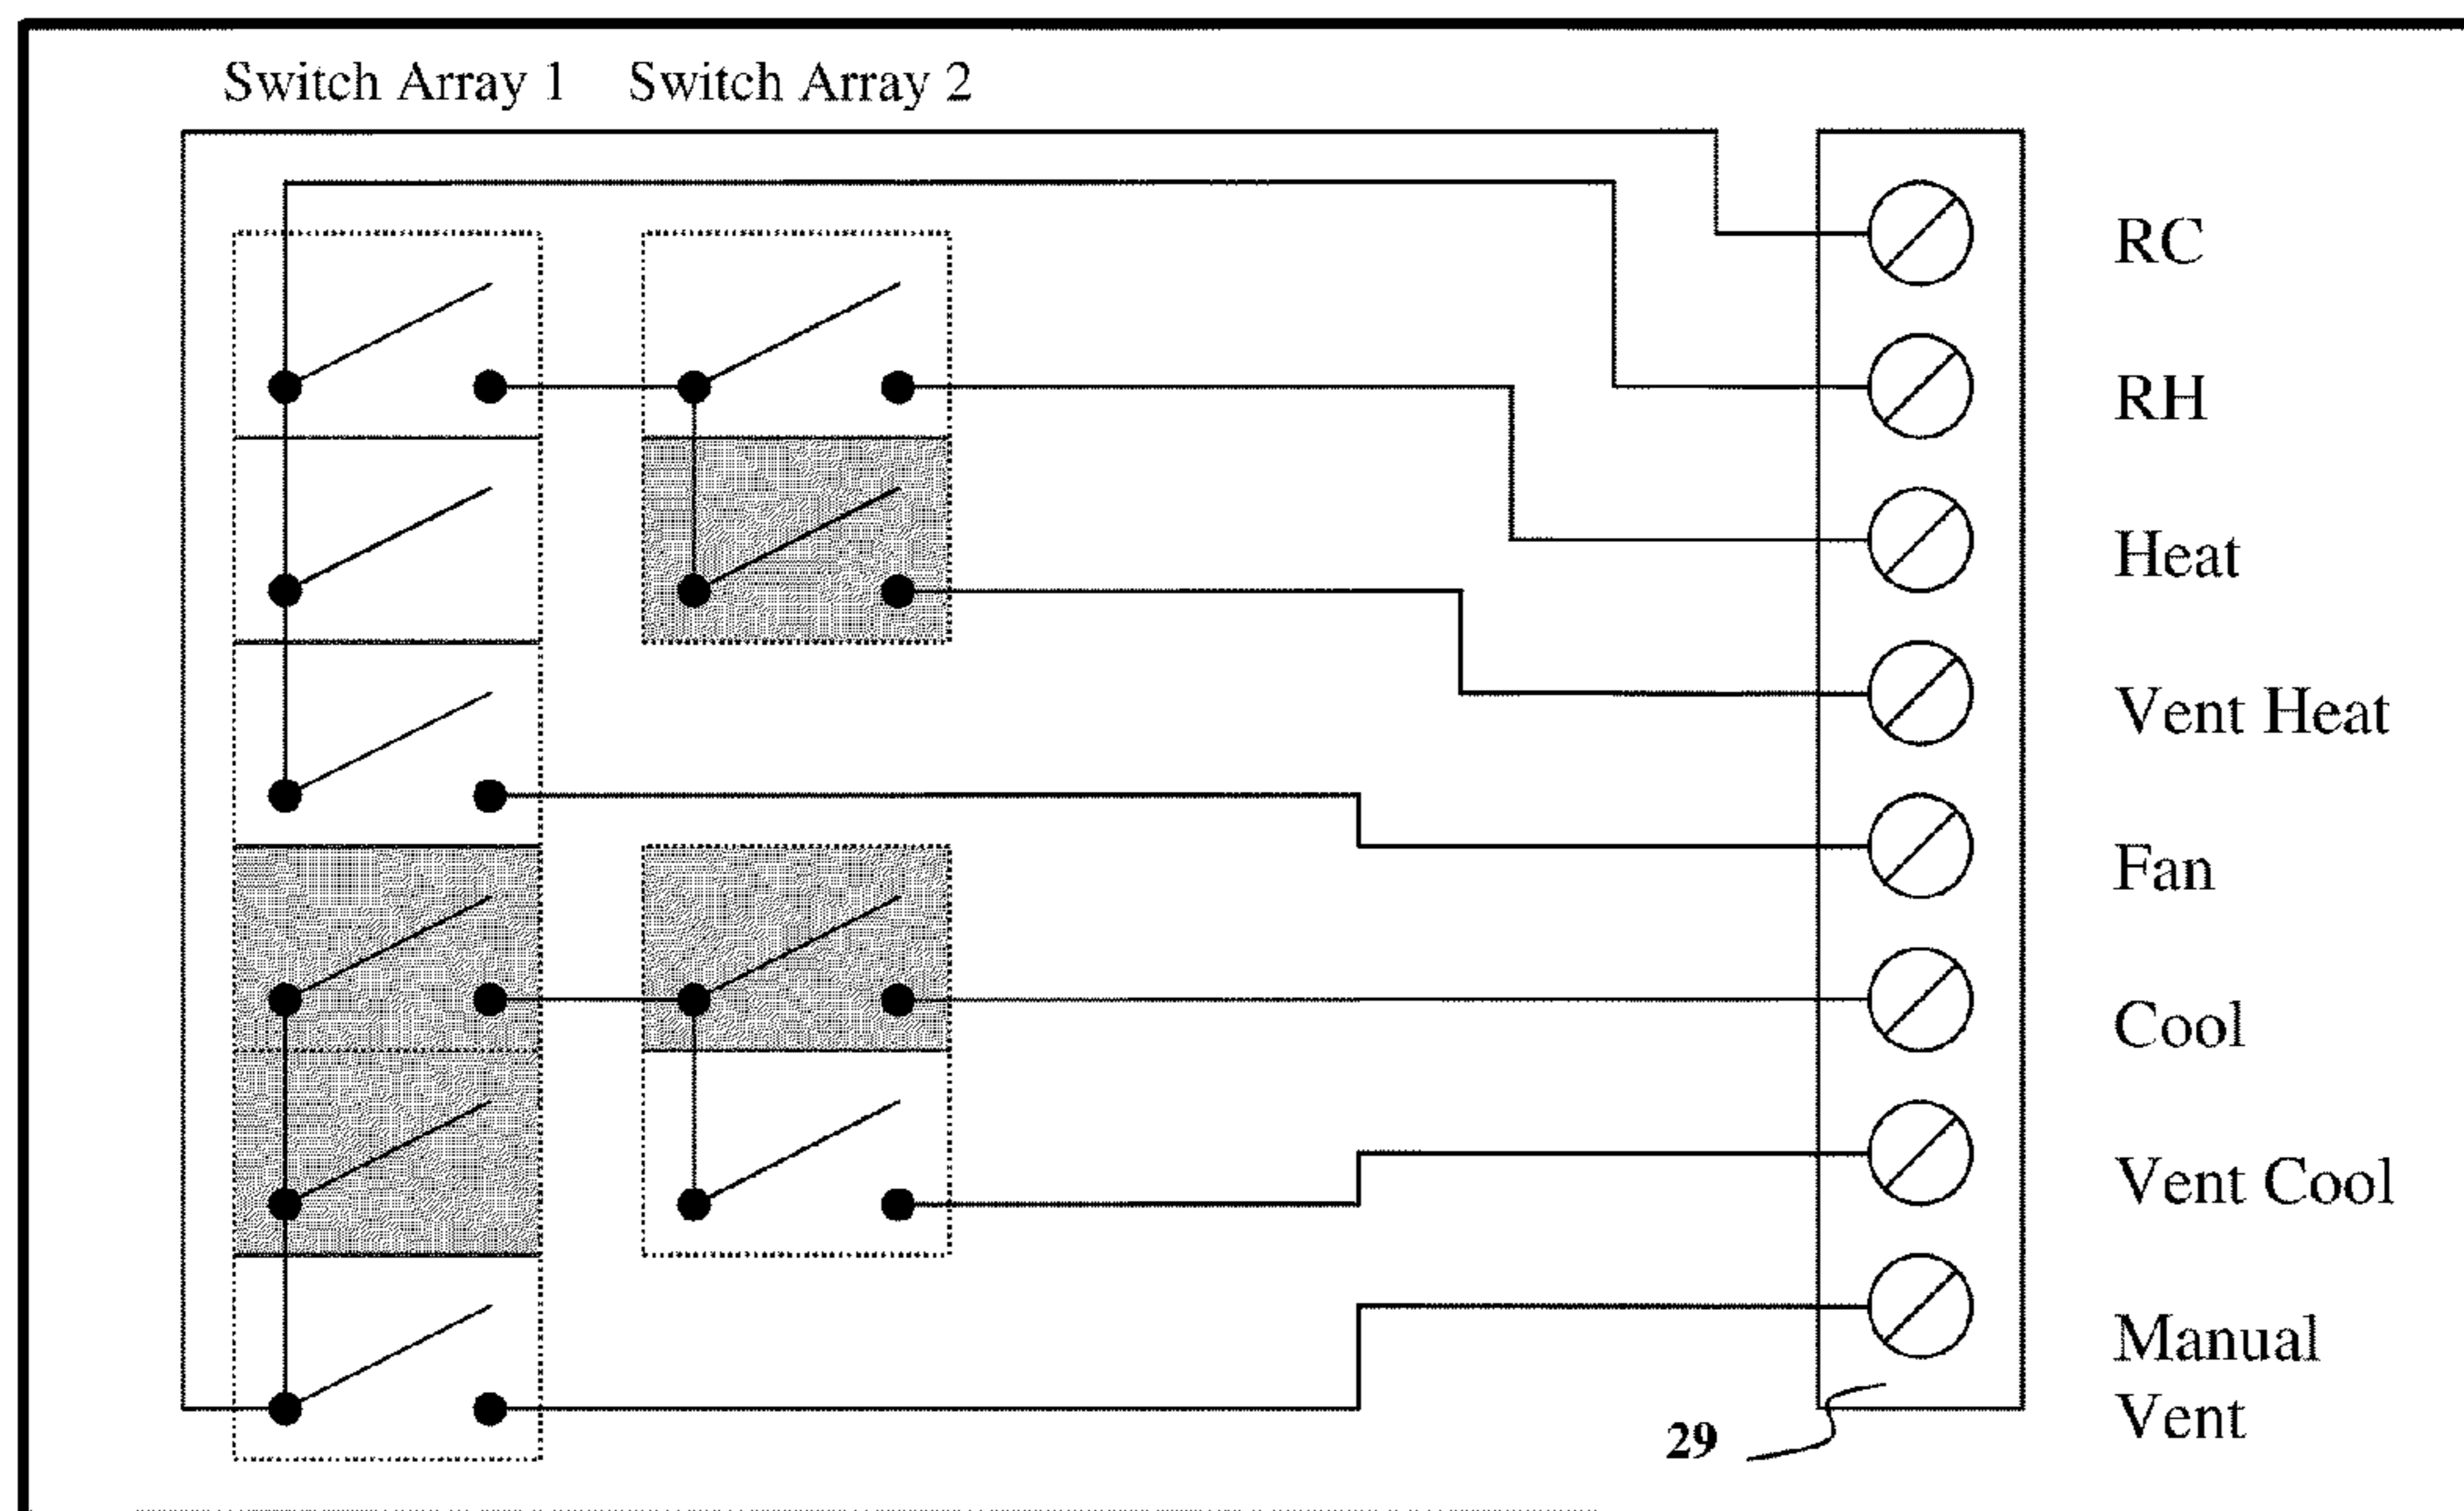 Switch Array 1 Switch Array 2
RC
RH
Heat
Vent Heat
Fan
Cool
Vent Cool
Manual
Vent
29